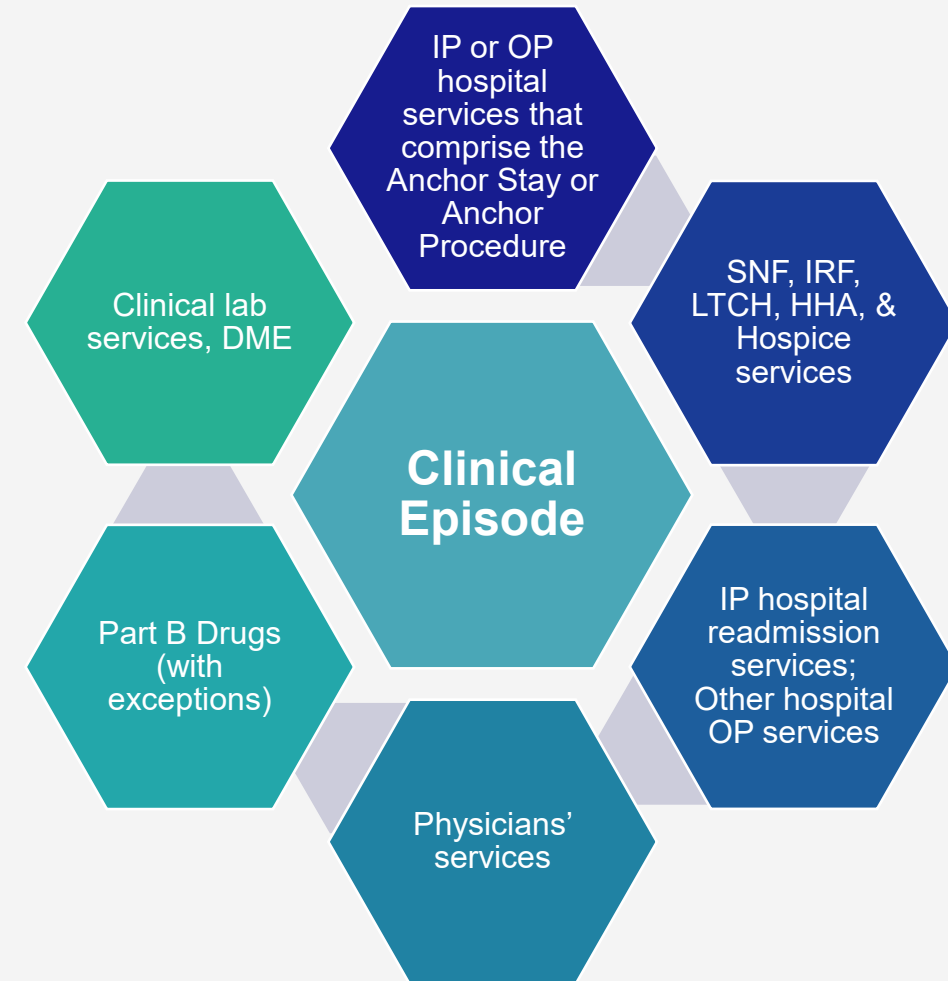 IP or OP
hospital
services that
comprise the
Anchor Stay or
Anchor
Procedure
SNF, IRF,
LTCH, HHA, &
Hospice
services
IP hospital
readmission
services;
Other hospital
OP services
Physicians’
services
Part B Drugs
(with
exceptions)
Clinical lab
services, DME
Clinical
Episode